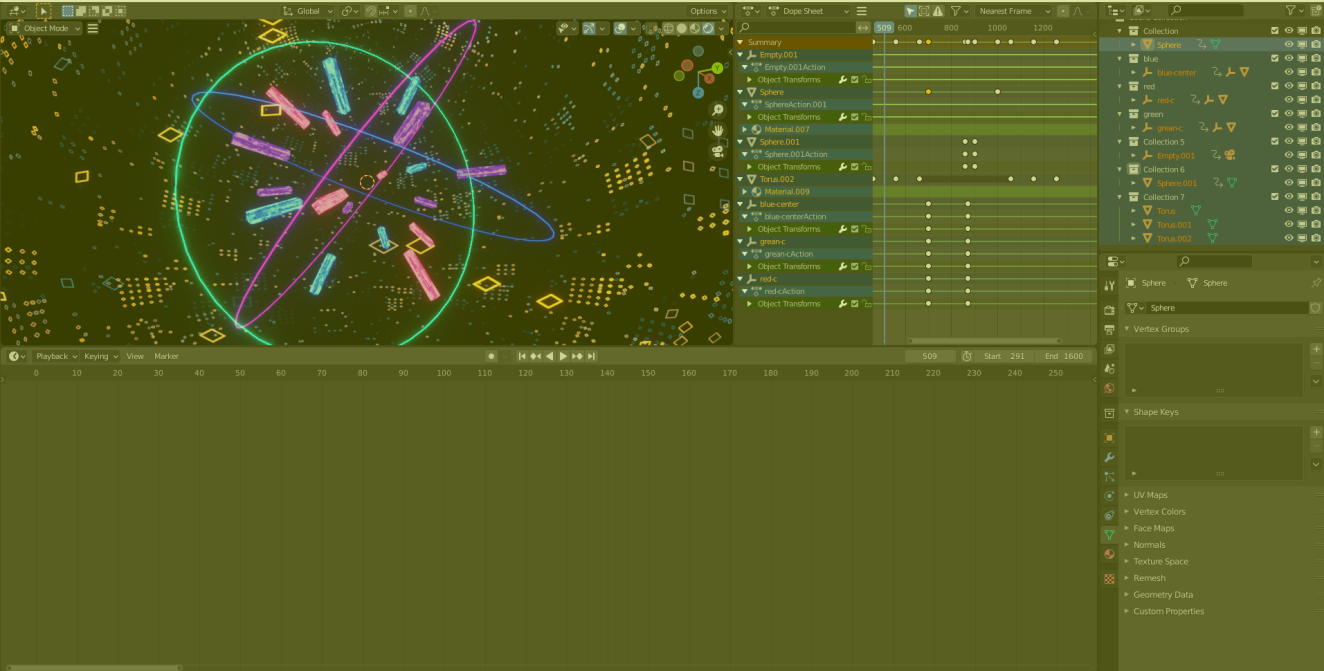 Global
Options
Object Mode
Dope Sheet
Nearest Frame
509 600 1000 1200
Summary
Empty.001
Empty.001Action
Object Transforms
Sphere
SphereAction.001
Object Transforms
Material.007
Sphere.001
Sphere.001Action
Object Transforms
Torus.002
Material.009
blue-center
blue-centerAction
Object Transforms
grean-c
grean-cAction
Object Transforms
red-c
red-cAction
Object Transforms
Y
X
Z
Collection
Sphere
blue
blue-center
red
red-c
green
grean-c
Collection 5
Empty.001
Collection 6
Sphere.001
Collection 7
Torus
Torus.001
Torus.002
Sphere Sphere
Sphere
Vertex Groups
Shape Keys
UV Maps
Vertex Colors
Face Maps
Normals
Texture Space
Remesh
Geometry Data
Custom Properties
Playback Keying View Marker
509 Start 291 End 1600
0 10 20 30 40 50 60 70 80 90 100 110 120 130 140 150 160 170 180 190 200 210 220 230 240 250